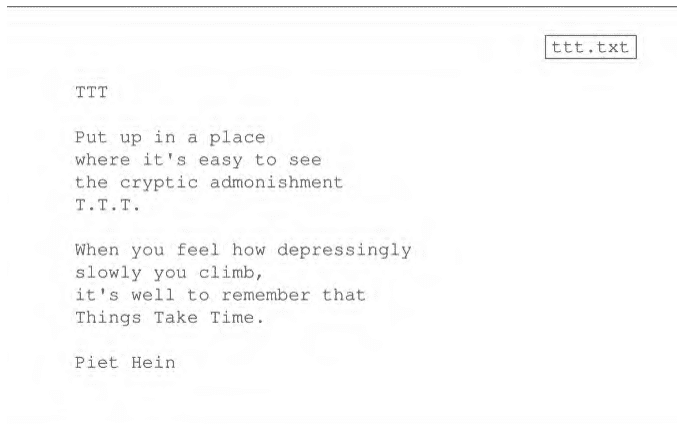 ttt.txt
TTT
Put up in a place
where it's easy to see
the cryptic admonishment
T.T.T.
When you feel how depressingly
slowly you climb,
it's well to remember that
Things Take Time.
Piet Hein